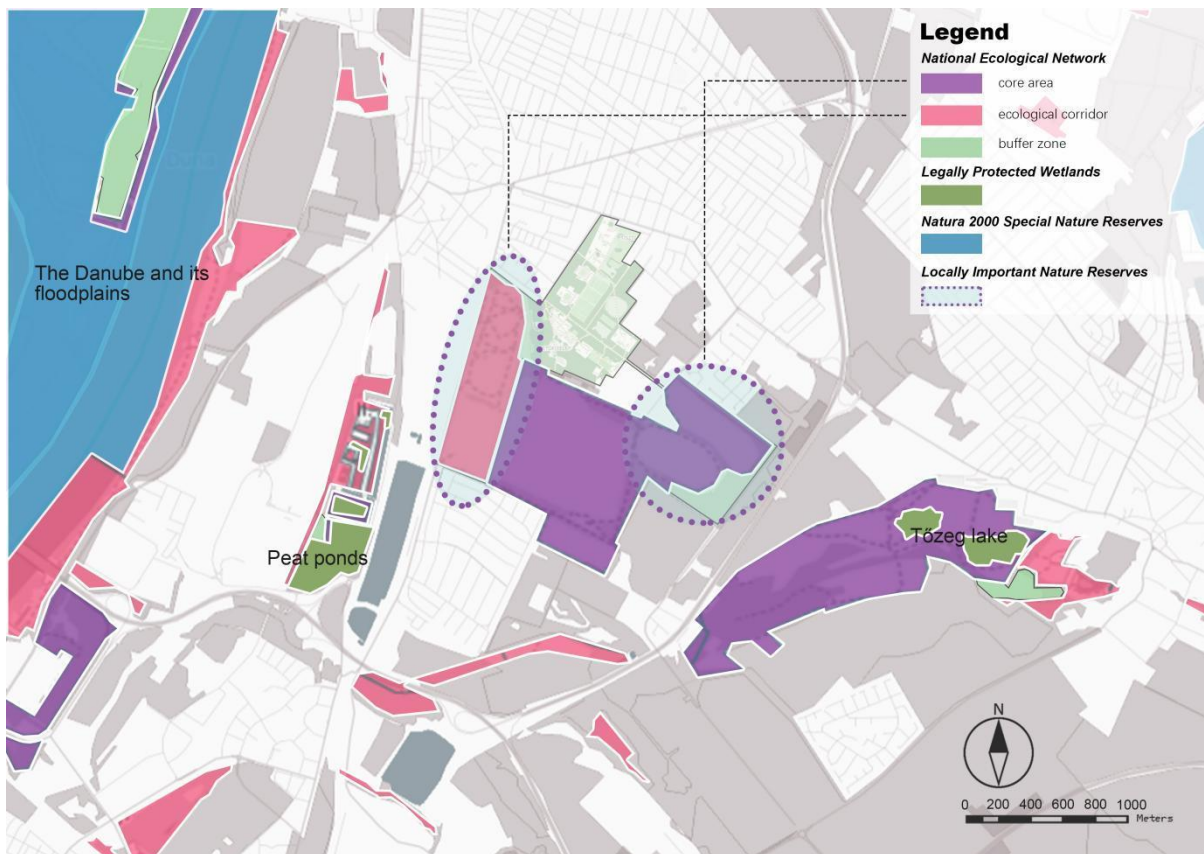 Legend
National Ecological Network
core area
ecological corridor
buffer zone
Legally Protected Wetlands
Natura 2000 Special Nature Reserves
Locally Important Nature Reserves
Duna
The Danube and its
floodplains
Peat ponds
Tőzeg lake
N
0 200 400 600 800 1000
Meters